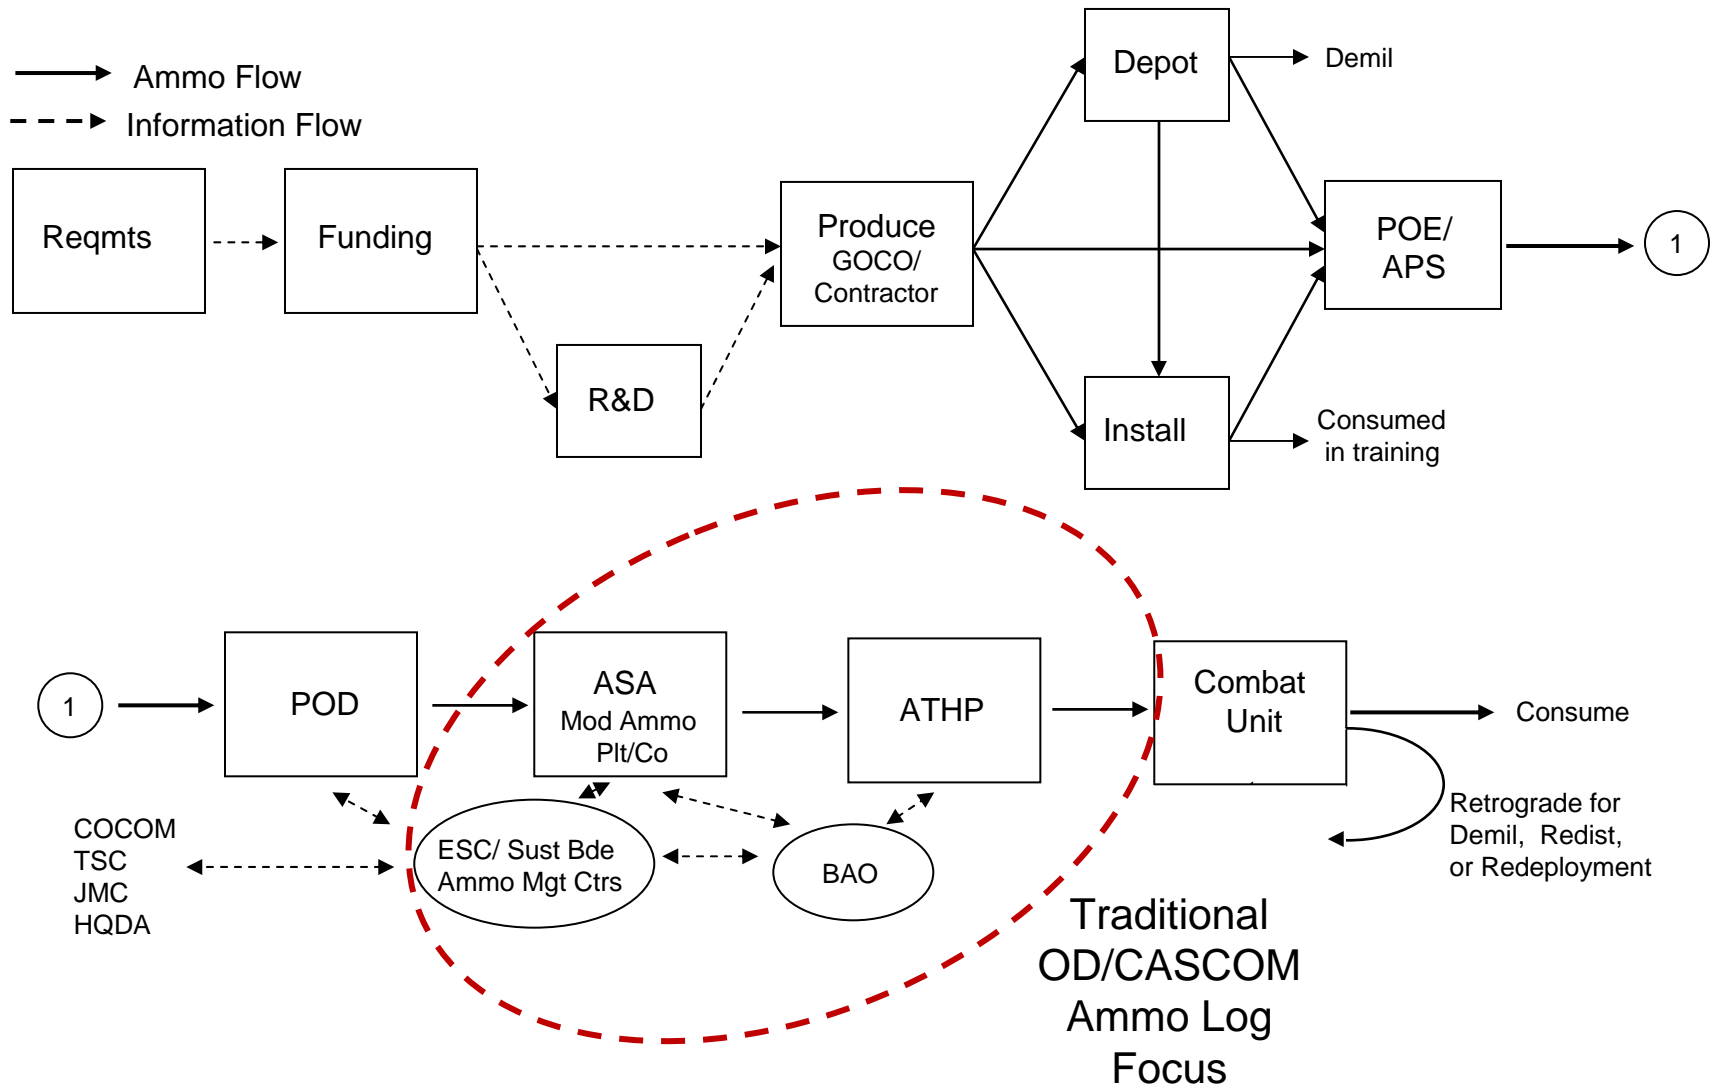 Ammo Flow
Information Flow
Reqmts
Funding
R&D
Produce
GOCO/
Contractor
Depot
Demil
Install
Consumed
in training
POE/
APS
1
1
POD
ASA
Mod Ammo
Plt/Co
ATHP
Combat
Unit
Consume
Retrograde for
Demil, Redist,
or Redeployment
COCOM
TSC
JMC
HQDA
ESC/ Sust Bde
Ammo Mgt Ctrs
BAO
Traditional
OD/CASCOM
Ammo Log
Focus